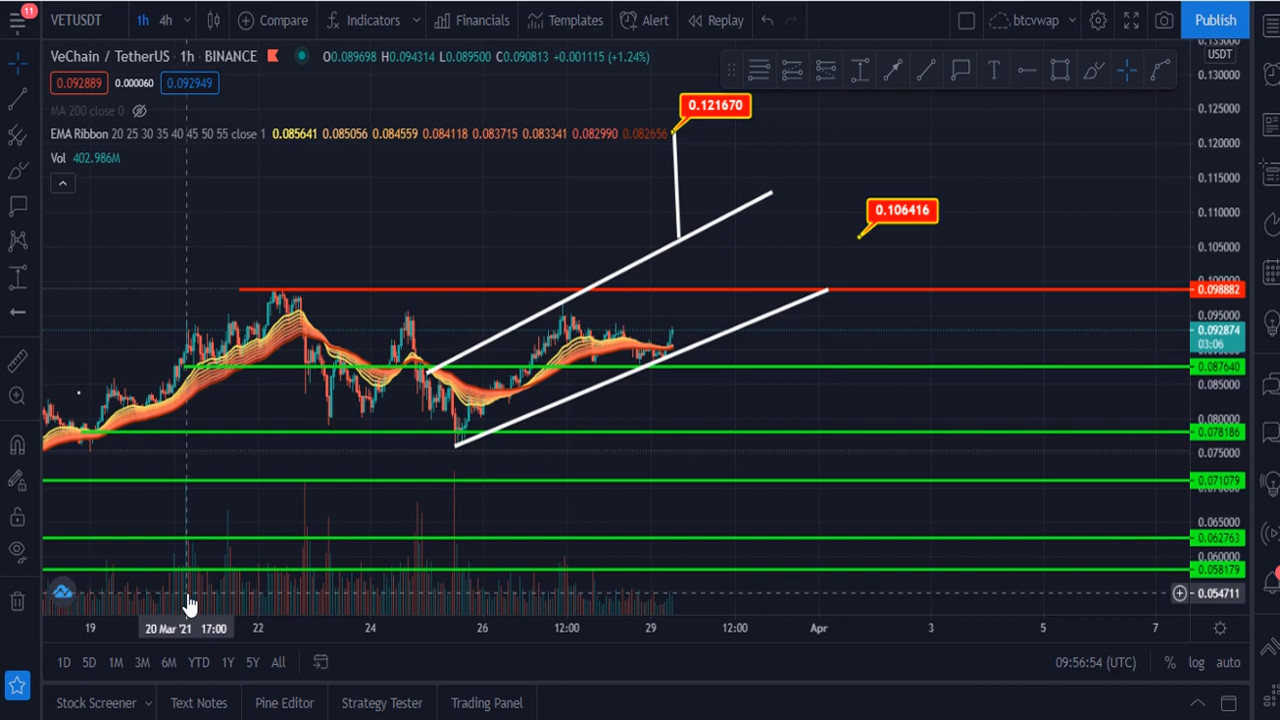 11
VETUSDT 1h 4h Compare Indicators Financials Templates Alert Replay btcvwap Publish
VeChain / TetherUS · 1h · BINANCE O0.089698 H0.094314 L0.089500 C0.090813 +0.001115 (+1.24%)
0.092889 0.000060 0.092949
MA 200 close 0
EMA Ribbon 20 25 30 35 40 45 50 55 close 1 0.085641 0.085056 0.084559 0.084118 0.083715 0.083341 0.082990 0.082656
Vol 402.986M
0.121670
0.106416
USDT
0.130000
0.125000
0.120000
0.115000
0.110000
0.105000
0.098882
0.095000
0.092874
03:06
0.087640
0.085000
0.080000
0.078186
0.075000
0.071079
0.065000
0.062763
0.060000
0.058179
0.054711
19 20 Mar '21 17:00 22 24 26 12:00 29 12:00 Apr 3 5 7
1D 5D 1M 3M 6M YTD 1Y 5Y All 09:56:54 (UTC) % log auto
Stock Screener Text Notes Pine Editor Strategy Tester Trading Panel